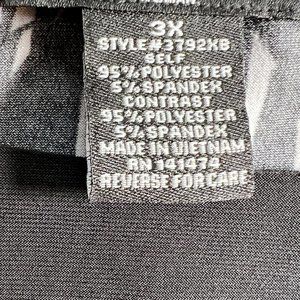 3X
STYLE#3792XB
SELF
95% POLYESTER
5% SPANDEX
CONTRAST
95% POLYESTER
5% SPANDEX
MADE IN VIETNAM
RN 141474
REVERSE FOR CARE